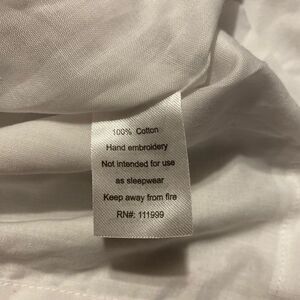 100% Cotton
Hand embroidery
Not intended for use
as sleepwear
Keep away from fire
RN#: 111999